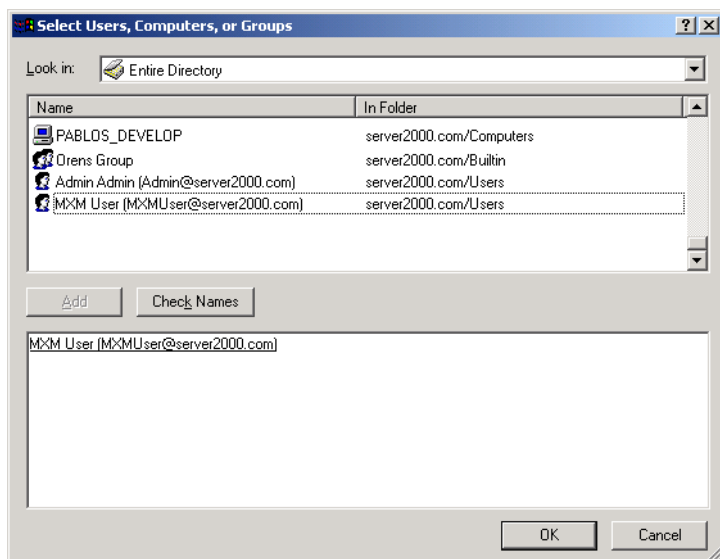 Select Users, Computers, or Groups
Look in: Entire Directory
Name In Folder
PABLOS_DEVELOP server2000.com/Computers
Orens Group server2000.com/Builtin
Admin Admin (Admin@server2000.com) server2000.com/Users
MXM User (MXMUser@server2000.com) server2000.com/Users
Add Check Names
MXM User (MXMUser@server2000.com)
OK Cancel